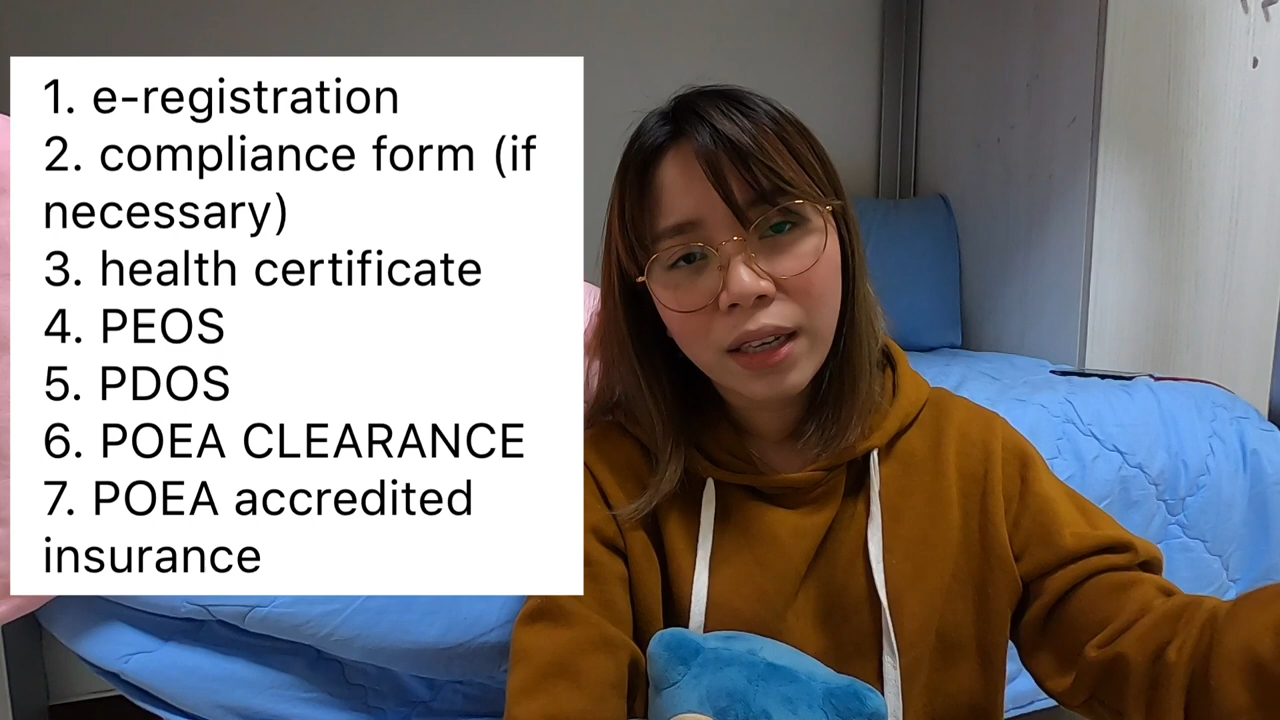 1. e-registration
2. compliance form (if
necessary)
3. health certificate
4. PEOS
5. PDOS
6. POEA CLEARANCE
7. POEA accredited
insurance